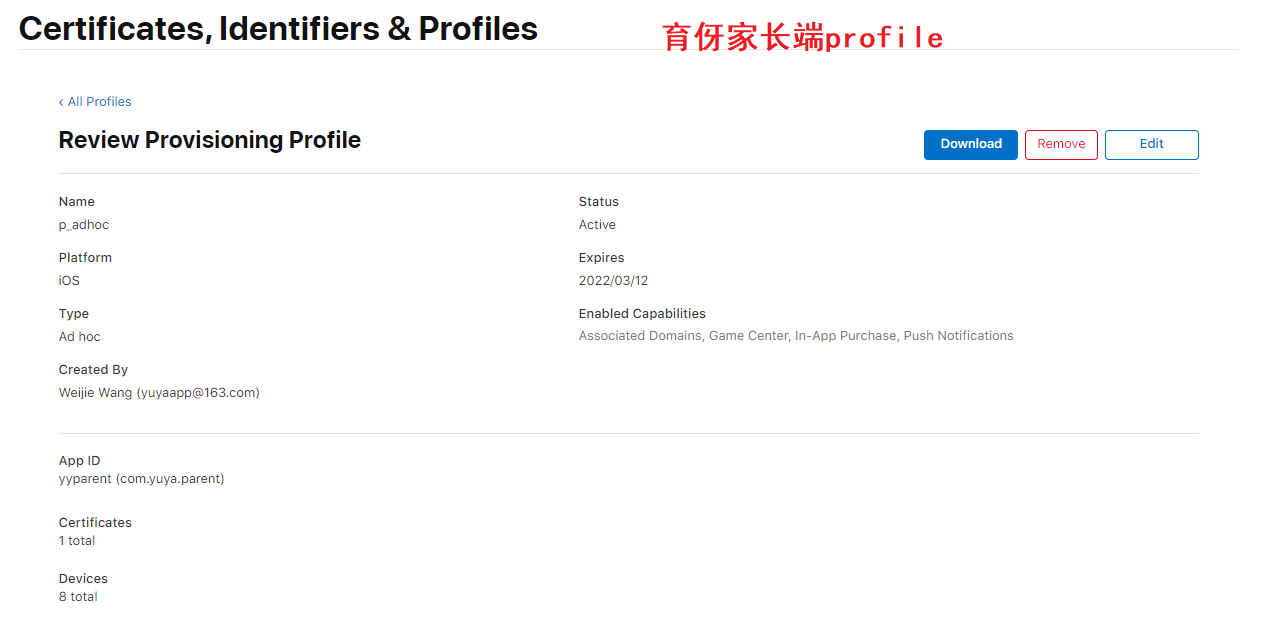 Certificates, Identifiers & Profiles
育伢家长端profile
‹ All Profiles
Review Provisioning Profile
Download
Remove
Edit
Name
p_adhoc
Status
Active
Platform
iOS
Expires
2022/03/12
Type
Ad hoc
Enabled Capabilities
Associated Domains, Game Center, In-App Purchase, Push Notifications
Created By
Weijie Wang (yuyaapp@163.com)
App ID
yyparent (com.yuya.parent)
Certificates
1 total
Devices
8 total